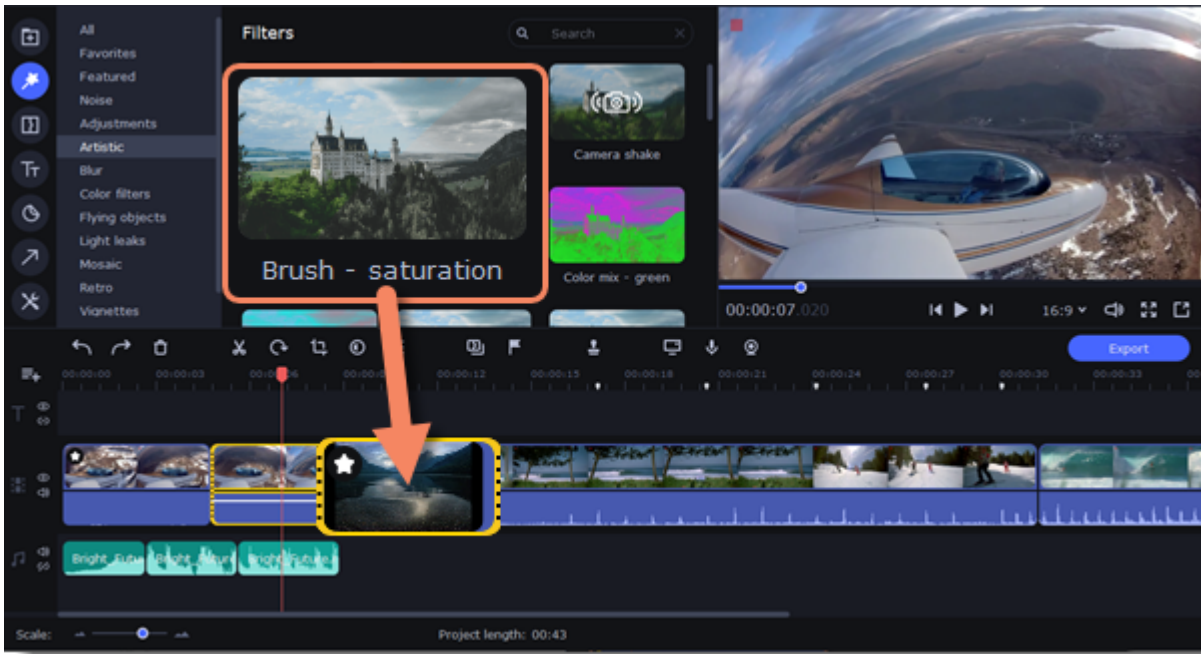 All
Favorites
Featured
Noise
Adjustments
Artistic
Blur
Color filters
Flying objects
Light leaks
Mosaic
Retro
Vignettes
Filters
Search
Brush - saturation
Camera shake
Color mix - green
00:00:07.020
16:9
Export
00:00:00 00:00:03 00:00:12 00:00:15 00:00:18 00:00:21 00:00:24 00:00:27 00:00:30 00:00:33
Scale:
Project length: 00:43